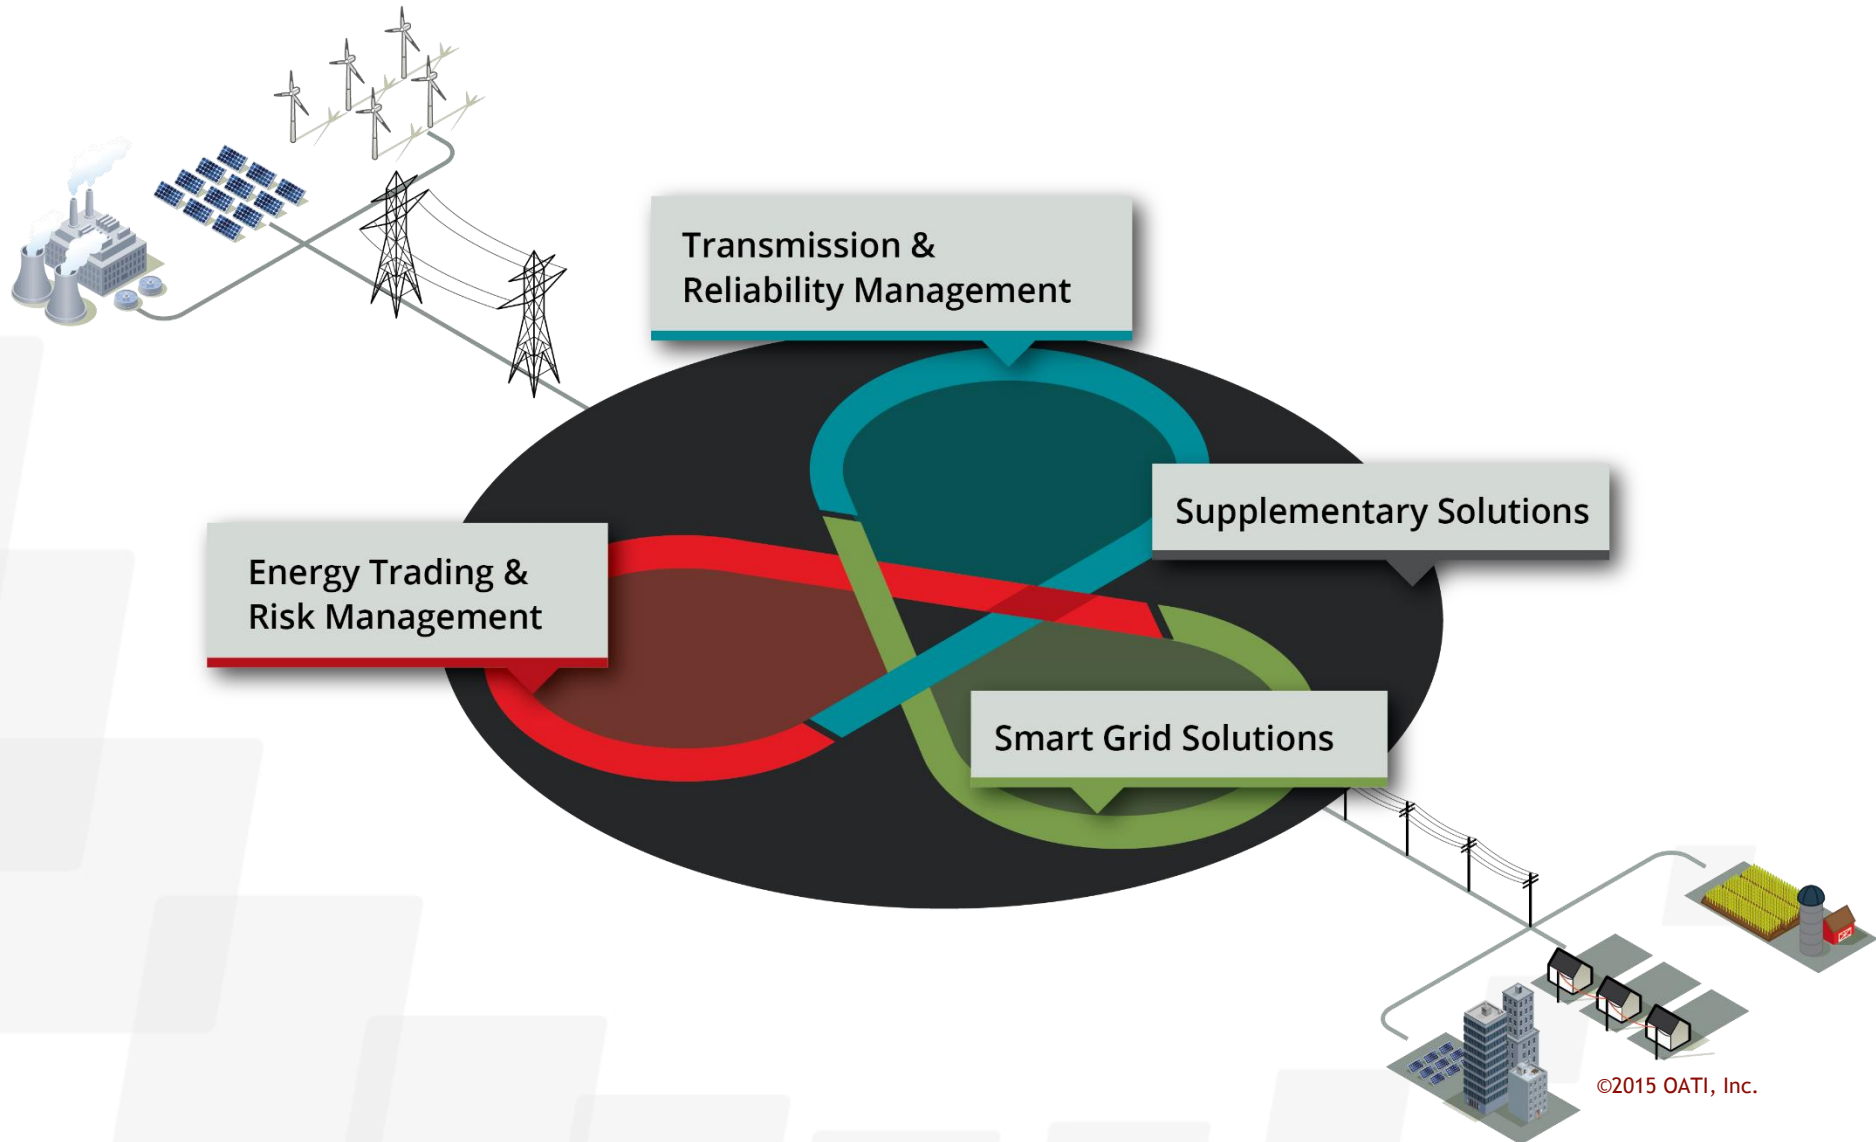 Transmission &
Reliability Management
Supplementary Solutions
Energy Trading &
Risk Management
Smart Grid Solutions
©2015 OATI, Inc.